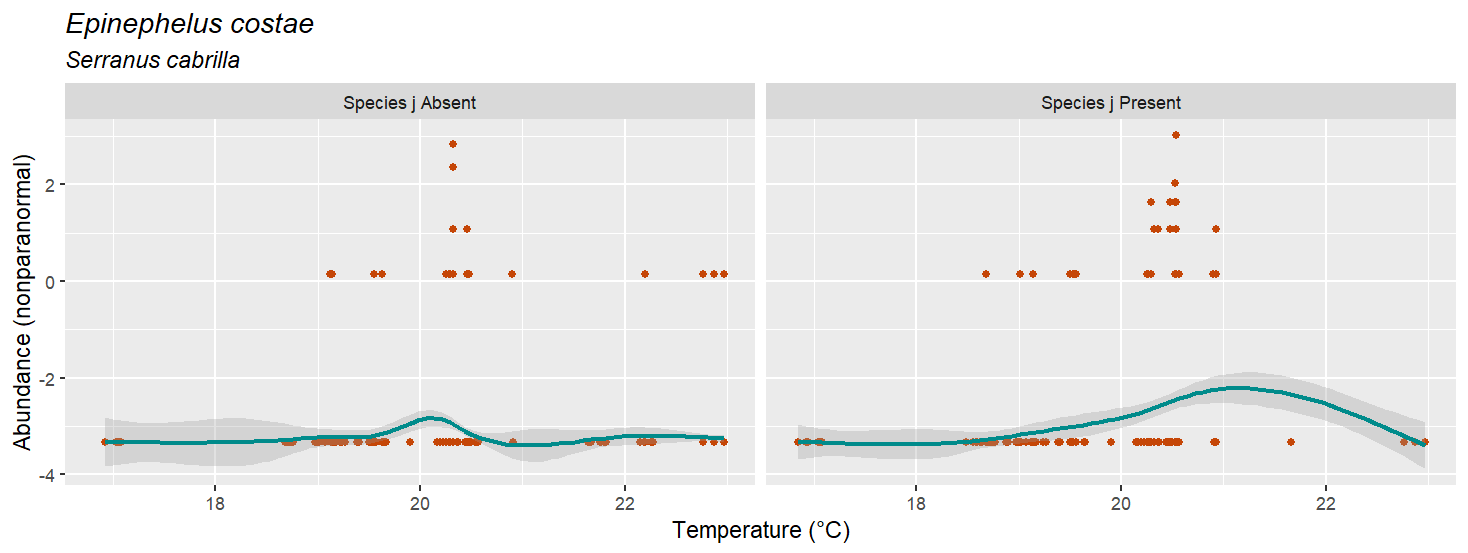 Epinephelus costae
Serranus cabrilla
Species j Absent
Species j Present
Abundance (nonparanormal)
2
0
-2
-4
18
20
22
18
20
22
Temperature (°C)